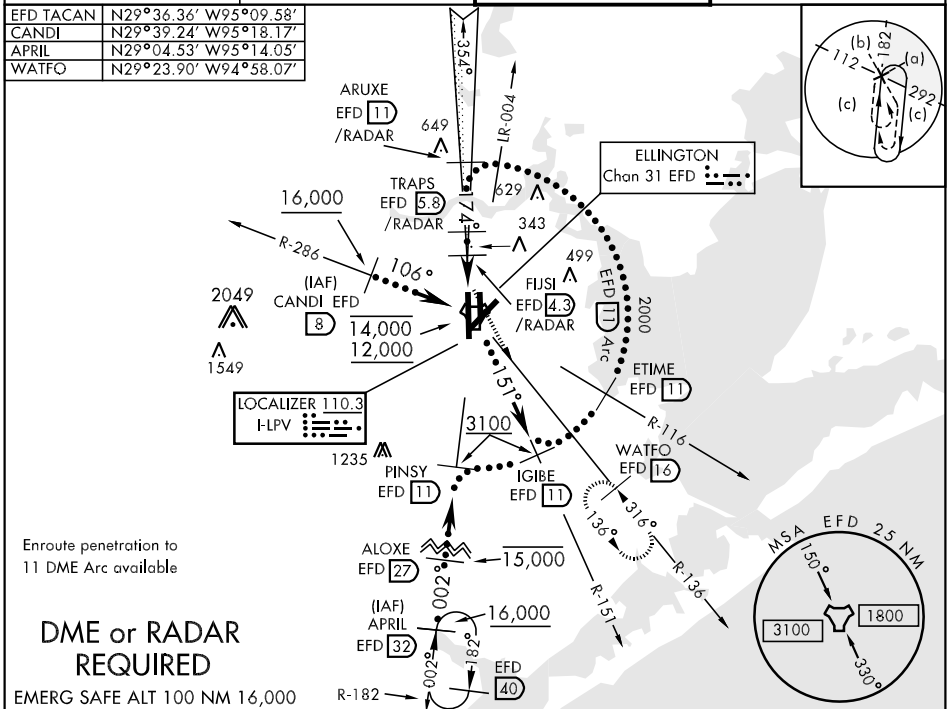 EFD TACAN N29°36.36' W95°09.58'
CANDI N29°39.24' W95°18.17'
APRIL N29°04.53' W95°14.05'
WATFO N29°23.90' W94°58.07'
354°
LR-004
(b)
182
(a)
112
292
(c)
(c)
ARUXE
EFD 11
/RADAR
649
ELLINGTON
Chan 31 EFD
TRAPS
EFD 5.8
/RADAR
629
174°
343
16,000
R-286
106°
499
(IAF)
CANDI EFD
8
FIJSI
EFD 4.3
/RADAR
EFD 11 Arc
2000
2049
1549
14,000
12,000
ETIME
EFD 11
151°
LOCALIZER 110.3
I-LPV
R-116
3100
1235
PINSY
EFD 11
IGIBE
EFD 11
WATFO
EFD 16
316°
136°
MSA EFD 25 NM
Enroute penetration to
11 DME Arc available
ALOXE
EFD 27
15,000
150°
R-136
R-151
002°
3100
1800
(IAF)
APRIL
EFD 32
16,000
DME or RADAR
REQUIRED
002°
182°
330°
EFD
40
R-182
EMERG SAFE ALT 100 NM 16,000